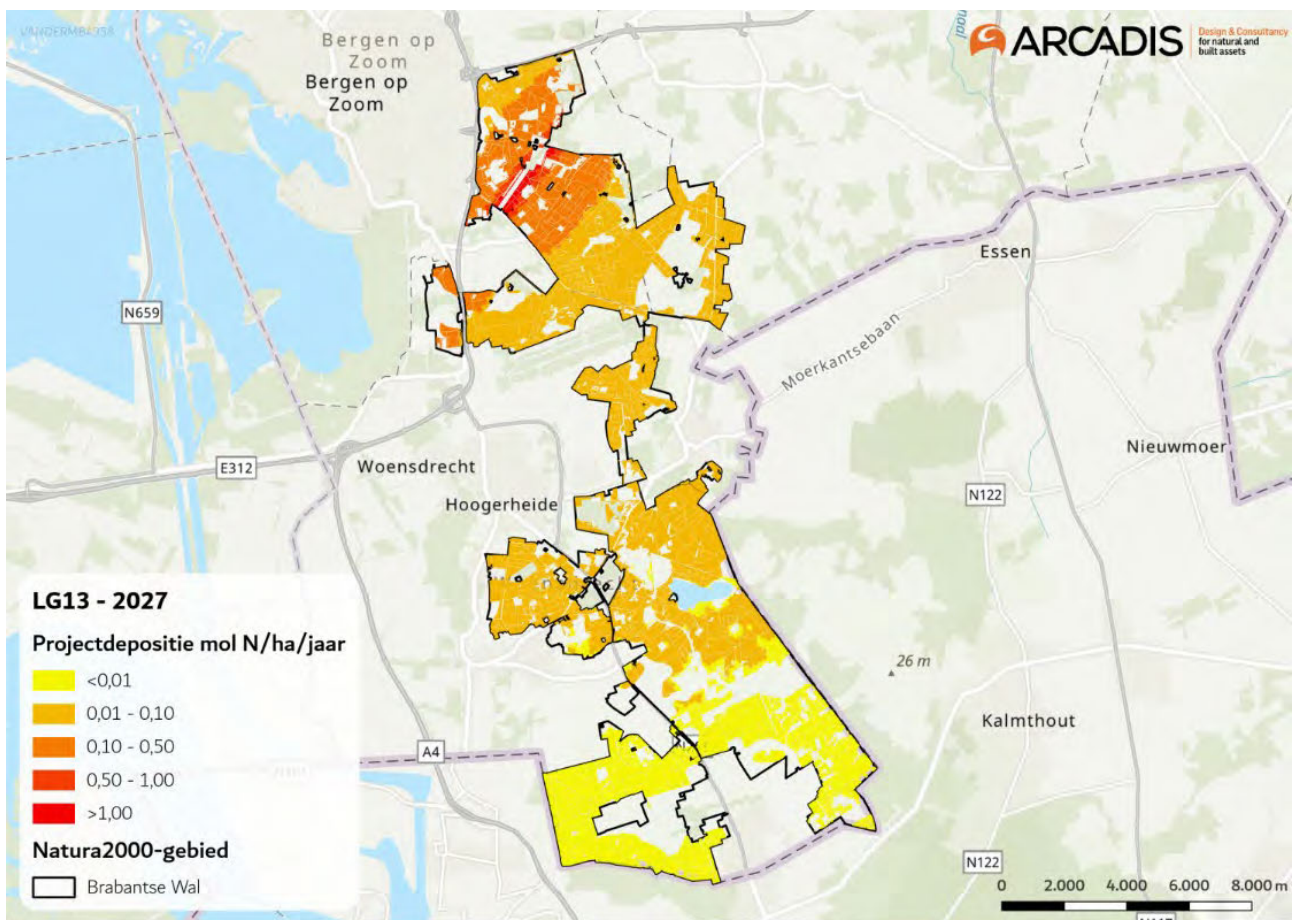 Bergen op
Zoom
Bergen op
Zoom
ARCADIS
Design & Consultancy
for natural and
built assets
Essen
N659
Moerkantsebaan
Nieuwmoer
E312
Woensdrecht
N122
Hoogerheide
LG13 - 2027
Projectdepositie mol N/ha/jaar
<0,01
0,01 - 0,10
0,10 - 0,50
0,50 - 1,00
>1,00
Natura2000-gebied
Brabantse Wal
26 m
Kalmthout
A4
N122
0 2.000 4.000 6.000 8.000 m